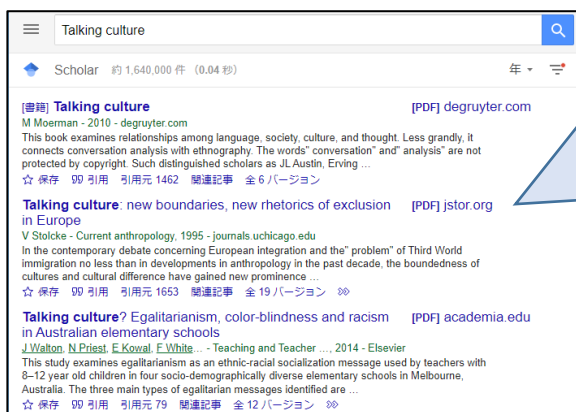 Talking culture
Scholar 約 1,640,000 件 (0.04 秒) 年
[書籍] Talking culture [PDF] degruyter.com
M Moerman - 2010 - degruyter.com
This book examines relationships among language, society, culture, and thought. Less grandly, it
connects conversation analysis with ethnography. The words" conversation" and" analysis" are not
protected by copyright. Such distinguished scholars as JL Austin, Erving ...
保存 引用 引用元 1462 関連記事 全 6 バージョン
Talking culture: new boundaries, new rhetorics of exclusion [PDF] jstor.org
in Europe
V Stolcke - Current anthropology, 1995 - journals.uchicago.edu
In the contemporary debate concerning European integration and the" problem" of Third World
immigration no less than in developments in anthropology in the past decade, the boundedness of
cultures and cultural difference have gained new prominence ...
保存 引用 引用元 1653 関連記事 全 19 バージョン
Talking culture? Egalitarianism, color-blindness and racism [PDF] academia.edu
in Australian elementary schools
J Walton, N Priest, E Kowal, F White... - Teaching and Teacher ..., 2014 - Elsevier
This study examines egalitarianism as an ethnic-racial socialization message used by teachers with
8–12 year old children in four socio-demographically diverse elementary schools in Melbourne,
Australia. The three main types of egalitarian messages identified are ...
保存 引用 引用元 79 関連記事 全 12 バージョン